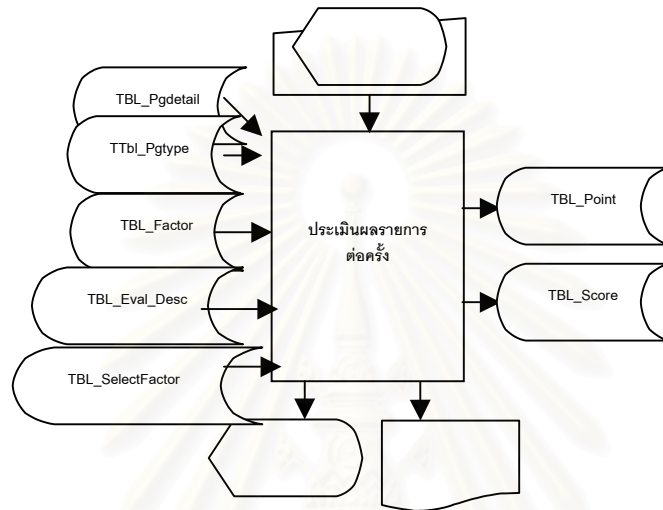 TBL_Pgdetail
TTbl_Pgtype
TBL_Factor
TBL_Eval_Desc
TBL_SelectFactor
ประเมินผลรายการ
ต่อครั้ง
TBL_Point
TBL_Score